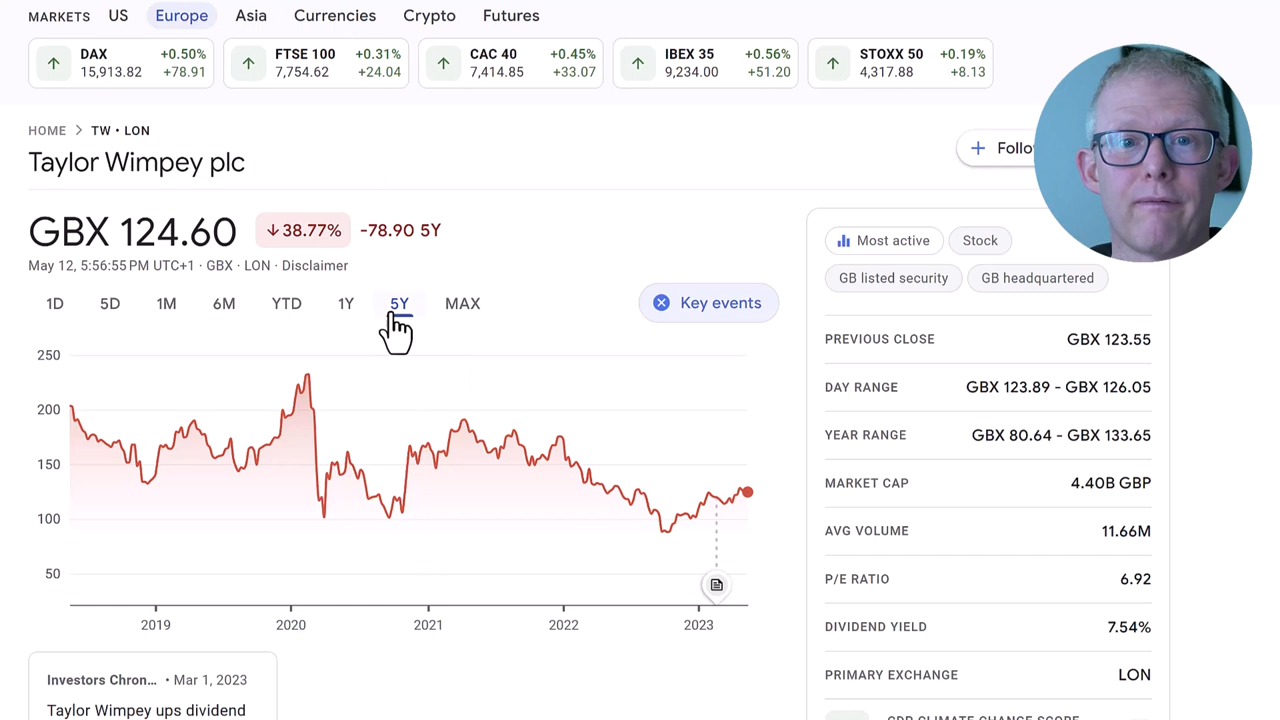 MARKETS US Europe Asia Currencies Crypto Futures
DAX +0.50% FTSE 100 +0.31% CAC 40 +0.45% IBEX 35 +0.56% STOXX 50 +0.19%
15,913.82 +78.91 7,754.62 +24.04 7,414.85 +33.07 9,234.00 +51.20 4,317.88 +8.13
HOME > TW • LON
Taylor Wimpey plc
+ Follo
GBX 124.60 ↓38.77% -78.90 5Y
May 12, 5:56:55 PM UTC+1 · GBX · LON · Disclaimer
1D 5D 1M 6M YTD 1Y 5Y MAX Key events
250
200
150
100
50
2019 2020 2021 2022 2023
Investors Chron... • Mar 1, 2023
Taylor Wimpey ups dividend
Most active Stock
GB listed security GB headquartered
PREVIOUS CLOSE GBX 123.55
DAY RANGE GBX 123.89 - GBX 126.05
YEAR RANGE GBX 80.64 - GBX 133.65
MARKET CAP 4.40B GBP
AVG VOLUME 11.66M
P/E RATIO 6.92
DIVIDEND YIELD 7.54%
PRIMARY EXCHANGE LON
CDP CLIMATE CHANGE SCORE